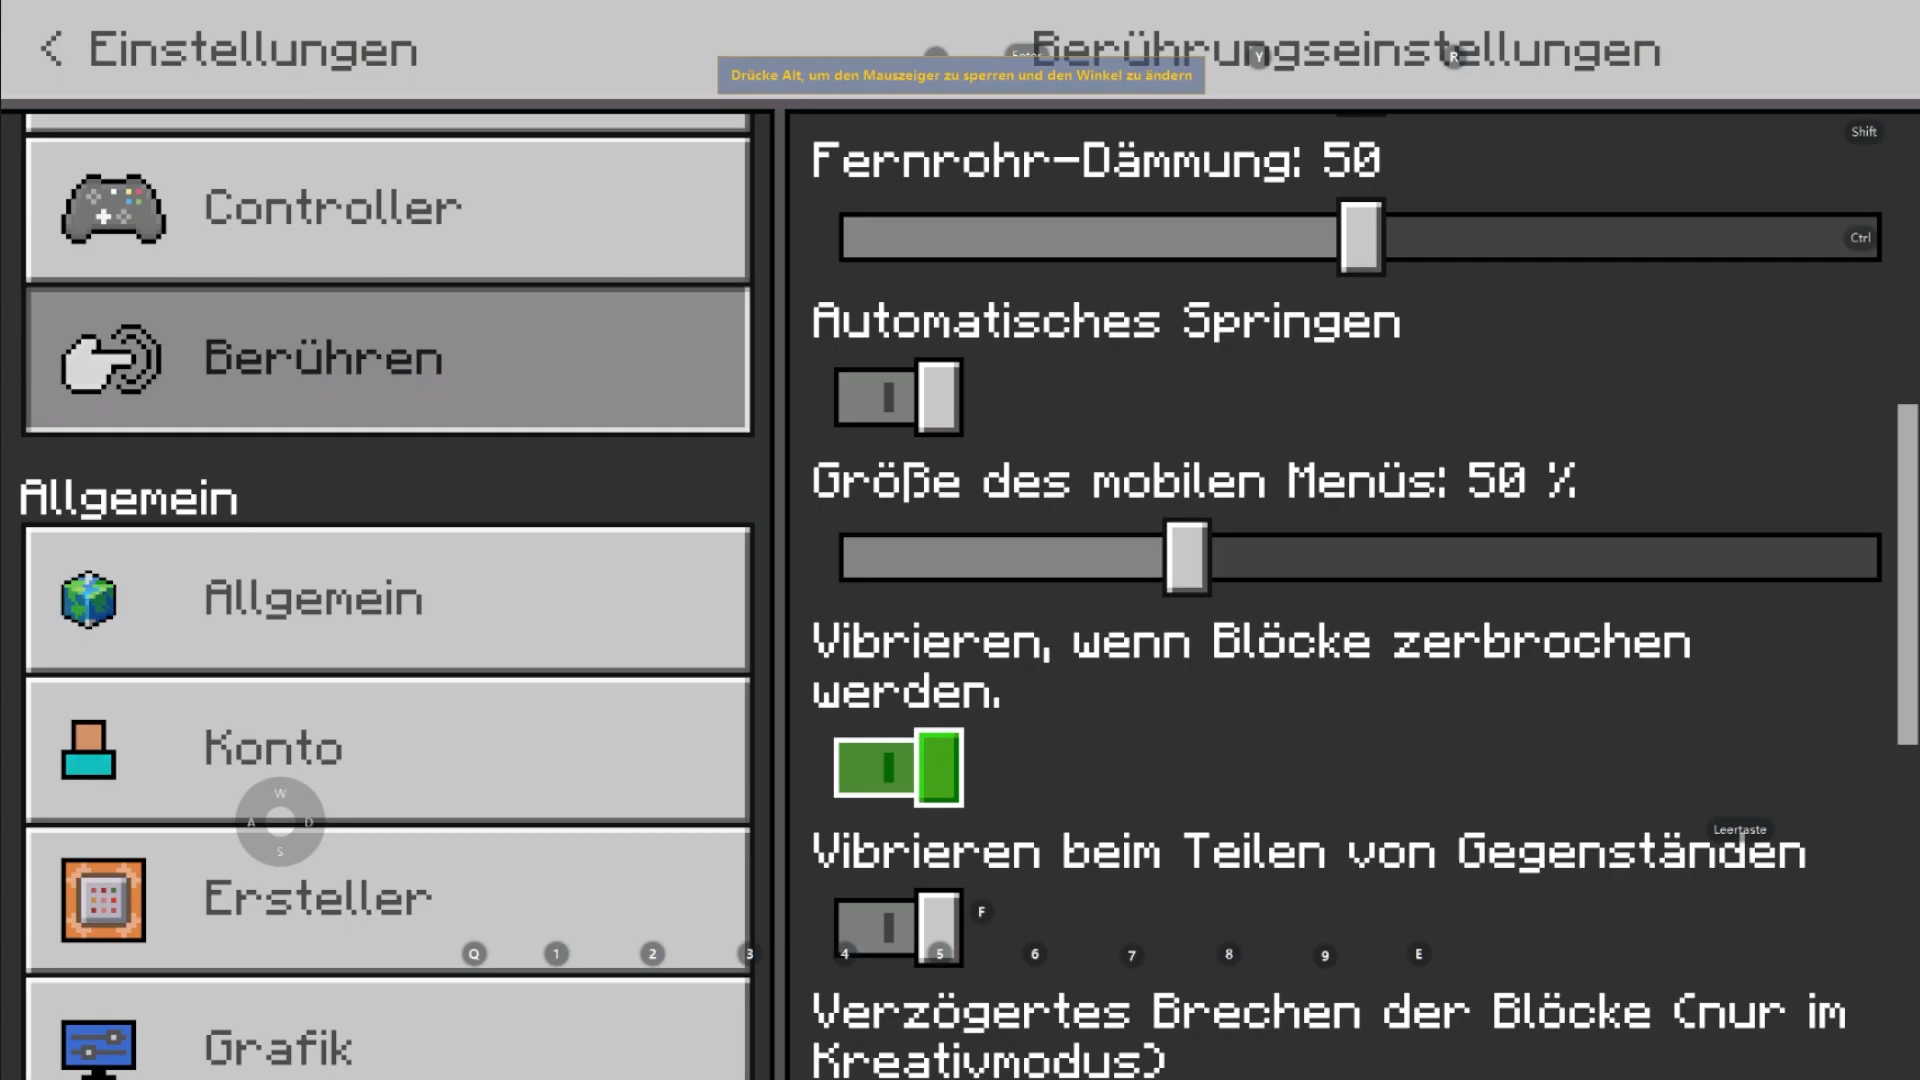 Einstellungen
Berührungseinstellungen
Enter
Y
R
Drücke Alt, um den Mauszeiger zu sperren und den Winkel zu ändern
Shift
Controller
Berühren
Allgemein
Allgemein
Konto
W
A
D
S
Ersteller
Grafik
Fernrohr-Dämmung: 50
Ctrl
Automatisches Springen
Größe des mobilen Menüs: 50 %
Vibrieren, wenn Blöcke zerbrochen
werden.
Leertaste
Vibrieren beim Teilen von Gegenständen
F
Q
1
2
3
4
5
6
7
8
9
E
Verzögertes Brechen der Blöcke (nur im
Kreativmodus)